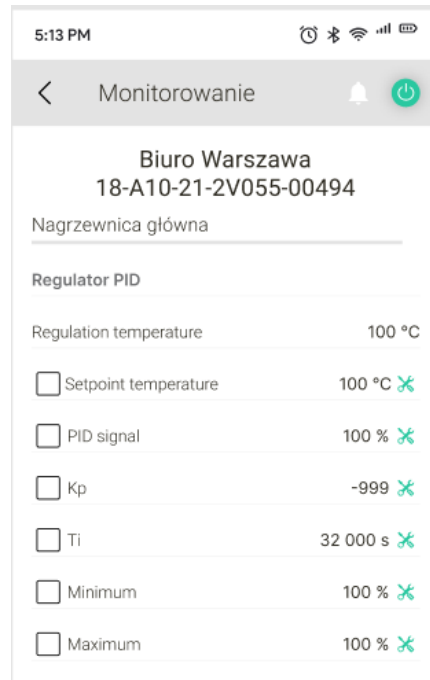 5:13 PM
Monitorowanie
Biuro Warszawa
18-A10-21-2V055-00494
Nagrzewnica główna
Regulator PID
Regulation temperature 100 °C
Setpoint temperature 100 °C
PID signal 100 %
Kp -999
Ti 32 000 s
Minimum 100 %
Maximum 100 %